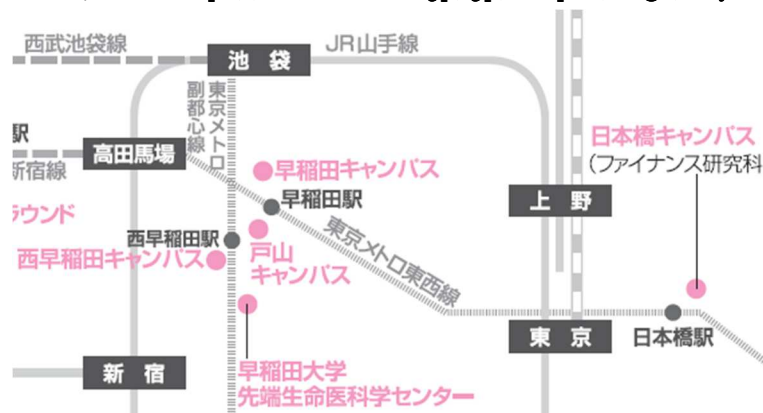 西武池袋線
JR山手線
池袋
東京メトロ
副都心線
駅
高田馬場
新宿線
日本橋キャンパス
(ファイナンス研究科
早稲田キャンパス
早稲田駅
上野
ラウンド
西早稲田駅
戸山
キャンパス
西早稲田キャンパス
東京メトロ東西線
東京
日本橋駅
新宿
早稲田大学
先端生命医科学センター